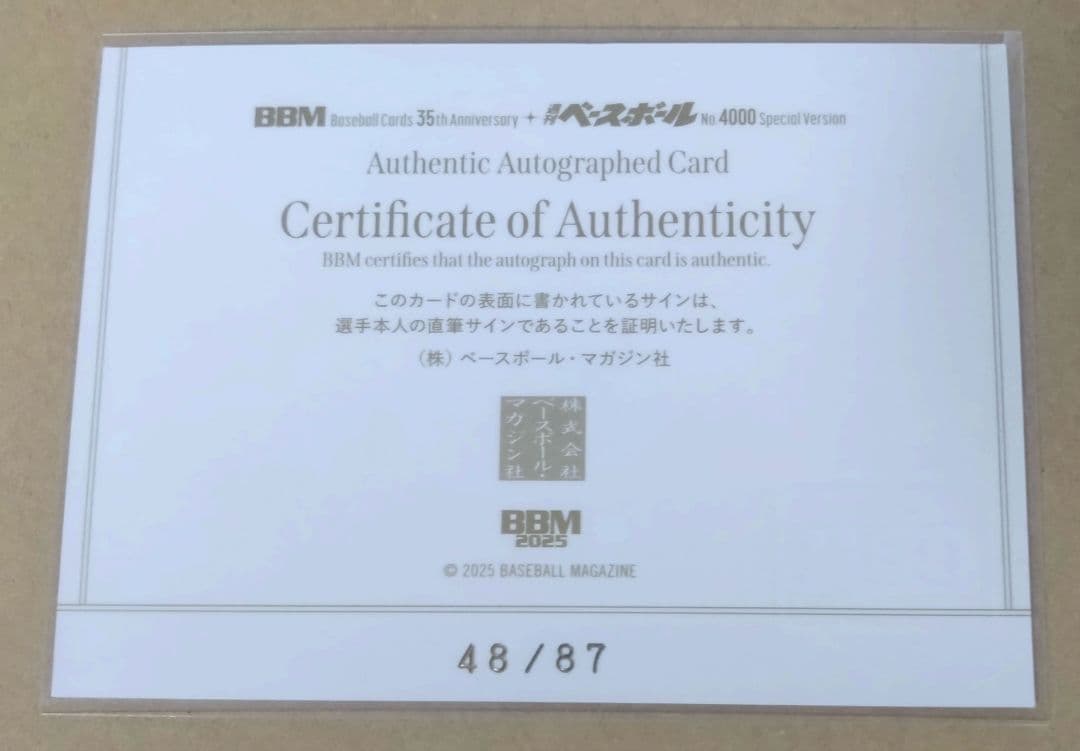 BBM Baseball Cards 35th Anniversary + 週刊ベースボール No 4000 Special Version
Authentic Autographed Card
Certificate of Authenticity
BBM certifies that the autograph on this card is authentic.
このカードの表面に書かれているサインは、
選手本人の直筆サインであることを証明いたします。
（株）ベースボール・マガジン社
株式会社
ベースボール・
マガジン社
BBM
2025
© 2025 BASEBALL MAGAZINE
48/87